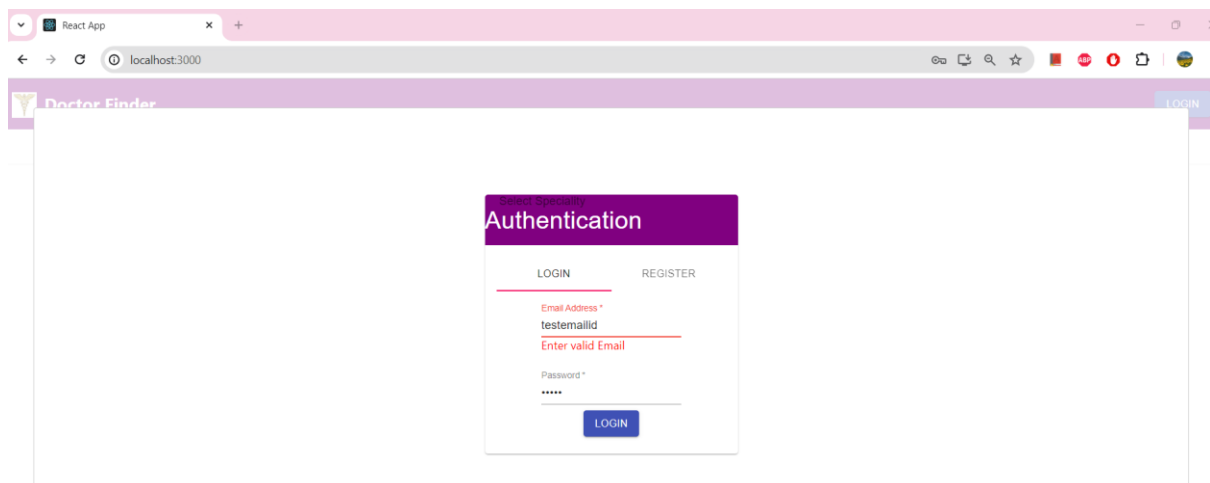 React App
localhost:3000
Doctor Finder
LOGIN
Select Speciality
Authentication
LOGIN REGISTER
Email Address *
testemailid
Enter valid Email
Password *
•••••
LOGIN
ABP